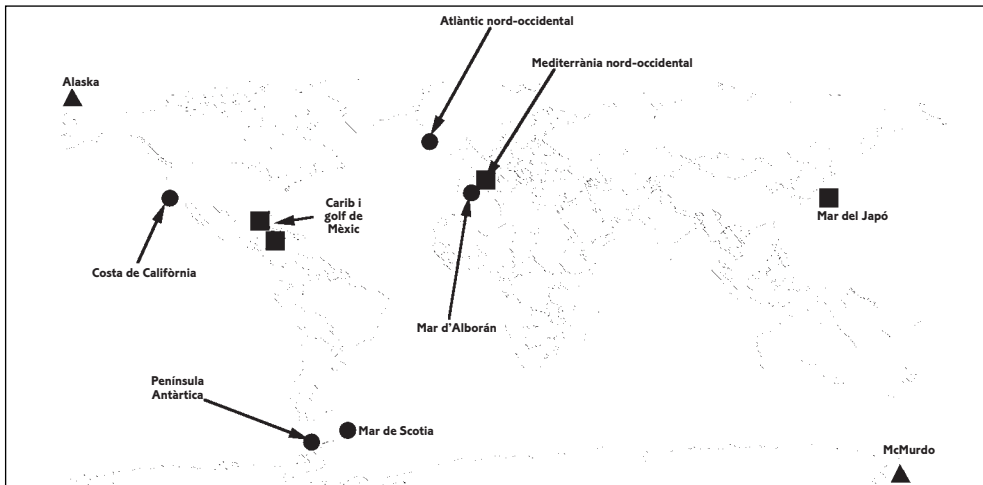 Atlàntic nord-occidental
Mediterrània nord-occidental
Alaska
Carib i
golf de
Mèxic
Mar del Japó
Costa de Califòrnia
Mar d'Alborán
Península
Antàrtica
Mar de Scotia
McMurdo